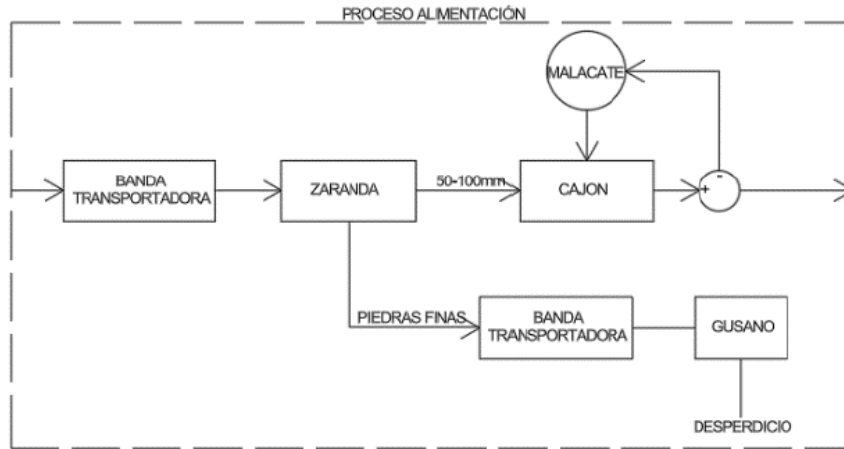 PROCESO ALIMENTACIÓN
MALACATE
BANDA
TRANSPORTADORA
ZARANDA
50-100mm
CAJON
+
-
PIEDRAS FINAS
BANDA
TRANSPORTADORA
GUSANO
DESPERDICIO